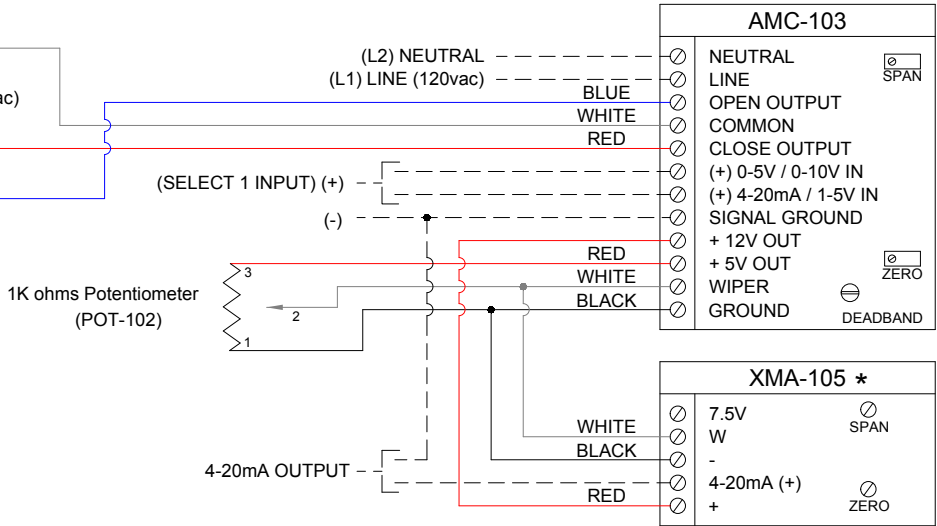 AMC-103
(L2) NEUTRAL
NEUTRAL
SPAN
(L1) LINE (120vac)
LINE
BLUE
OPEN OUTPUT
WHITE
COMMON
RED
CLOSE OUTPUT
(+) 0-5V / 0-10V IN
(SELECT 1 INPUT) (+)
(+) 4-20mA / 1-5V IN
(-)
SIGNAL GROUND
+ 12V OUT
RED
+ 5V OUT
ZERO
WHITE
WIPER
BLACK
GROUND
DEADBAND
3
1K ohms Potentiometer
(POT-102)
2
1
XMA-105 *
7.5V
SPAN
WHITE
W
BLACK
-
4-20mA OUTPUT
4-20mA (+)
RED
+
ZERO